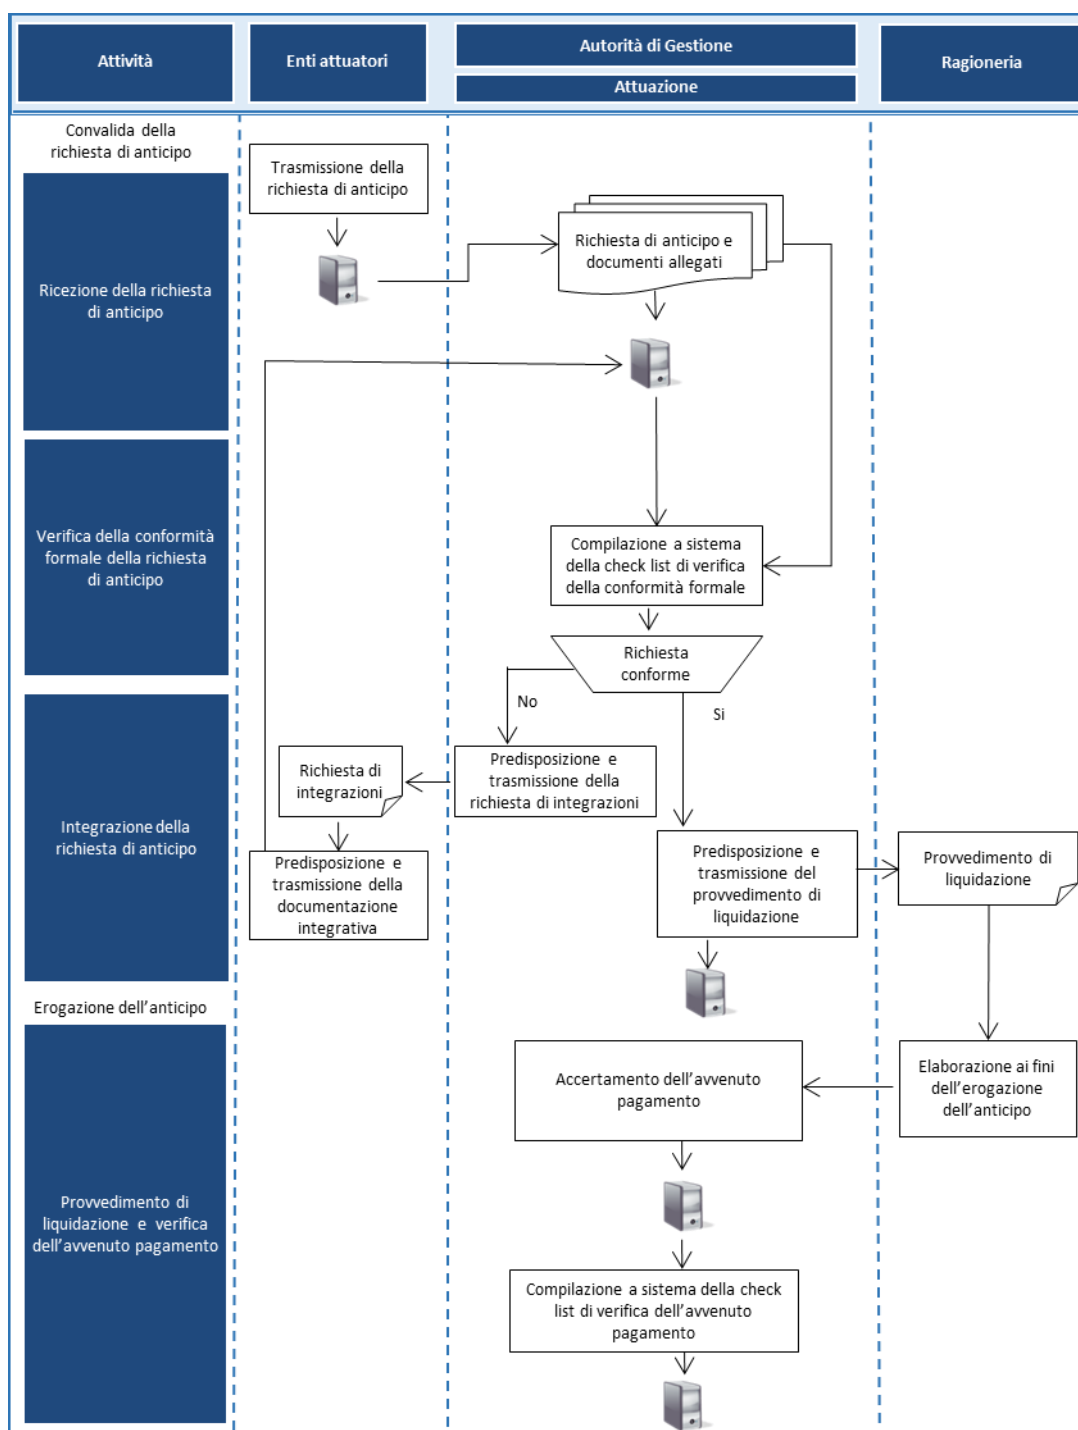 Attività
Enti attuatori
Autorità di Gestione
Attuazione
Ragioneria
Convalida della
richiesta di anticipo
Trasmissione della
richiesta di anticipo
Ricezione della richiesta
di anticipo
Richiesta di anticipo e
documenti allegati
Verifica della conformità
formale della richiesta
di anticipo
Compilazione a sistema
della check list di verifica
della conformità formale
Richiesta
conforme
No
Si
Integrazione della
richiesta di anticipo
Richiesta di
integrazioni
Predisposizione e
trasmissione della
richiesta di integrazioni
Predisposizione e
trasmissione della
documentazione
integrativa
Predisposizione e
trasmissione del
provvedimento di
liquidazione
Provvedimento di
liquidazione
Erogazione dell'anticipo
Provvedimento di
liquidazione e verifica
dell'avvenuto pagamento
Accertamento dell'avvenuto
pagamento
Elaborazione ai fini
dell'erogazione
dell'anticipo
Compilazione a sistema della check
list di verifica dell'avvenuto
pagamento